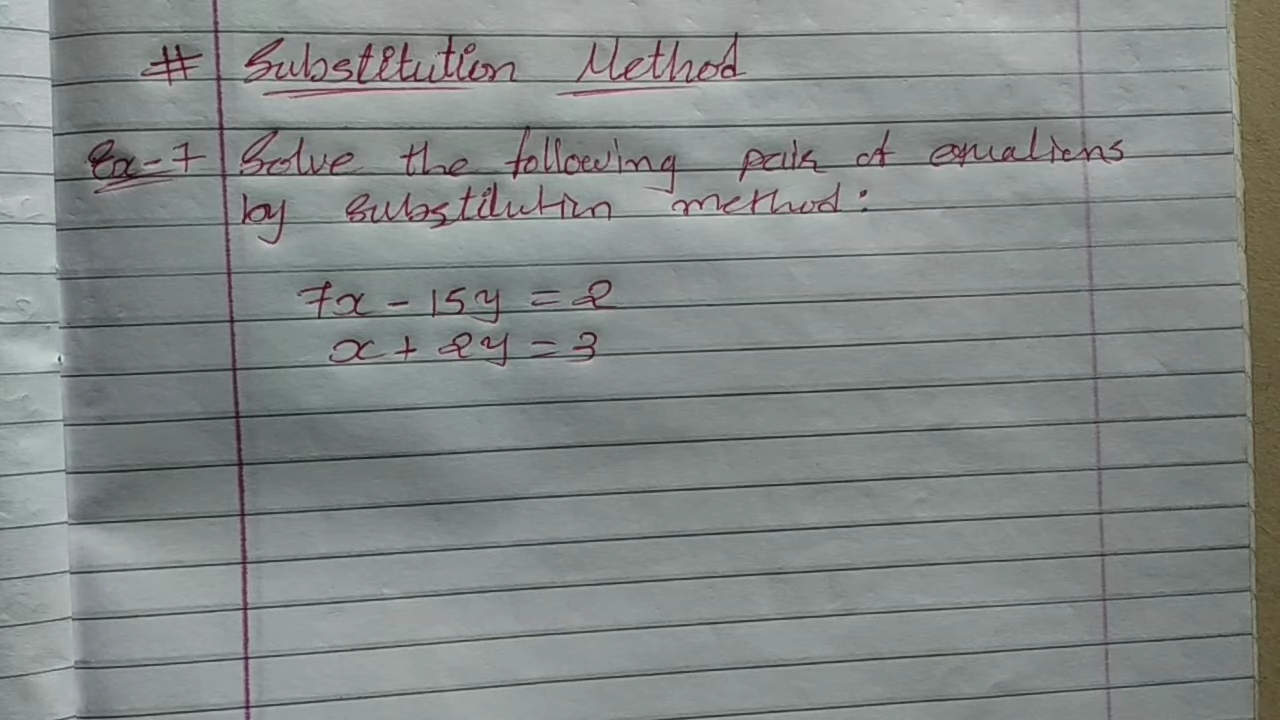 # Substitution Method
Ex-7 Solve the following pair of equations
by substitution method:
7x - 15y = 2
x + 2y = 3